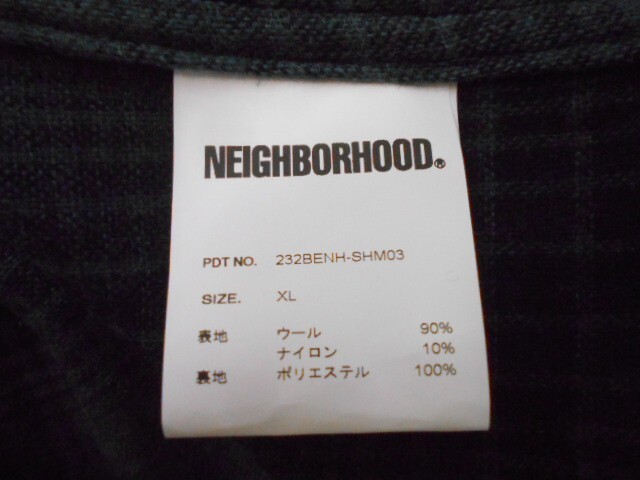 NEIGHBORHOOD®
PDT NO. 232BENH-SHM03
SIZE. XL
表地 ウール 90%
ナイロン 10%
裏地 ポリエステル 100%